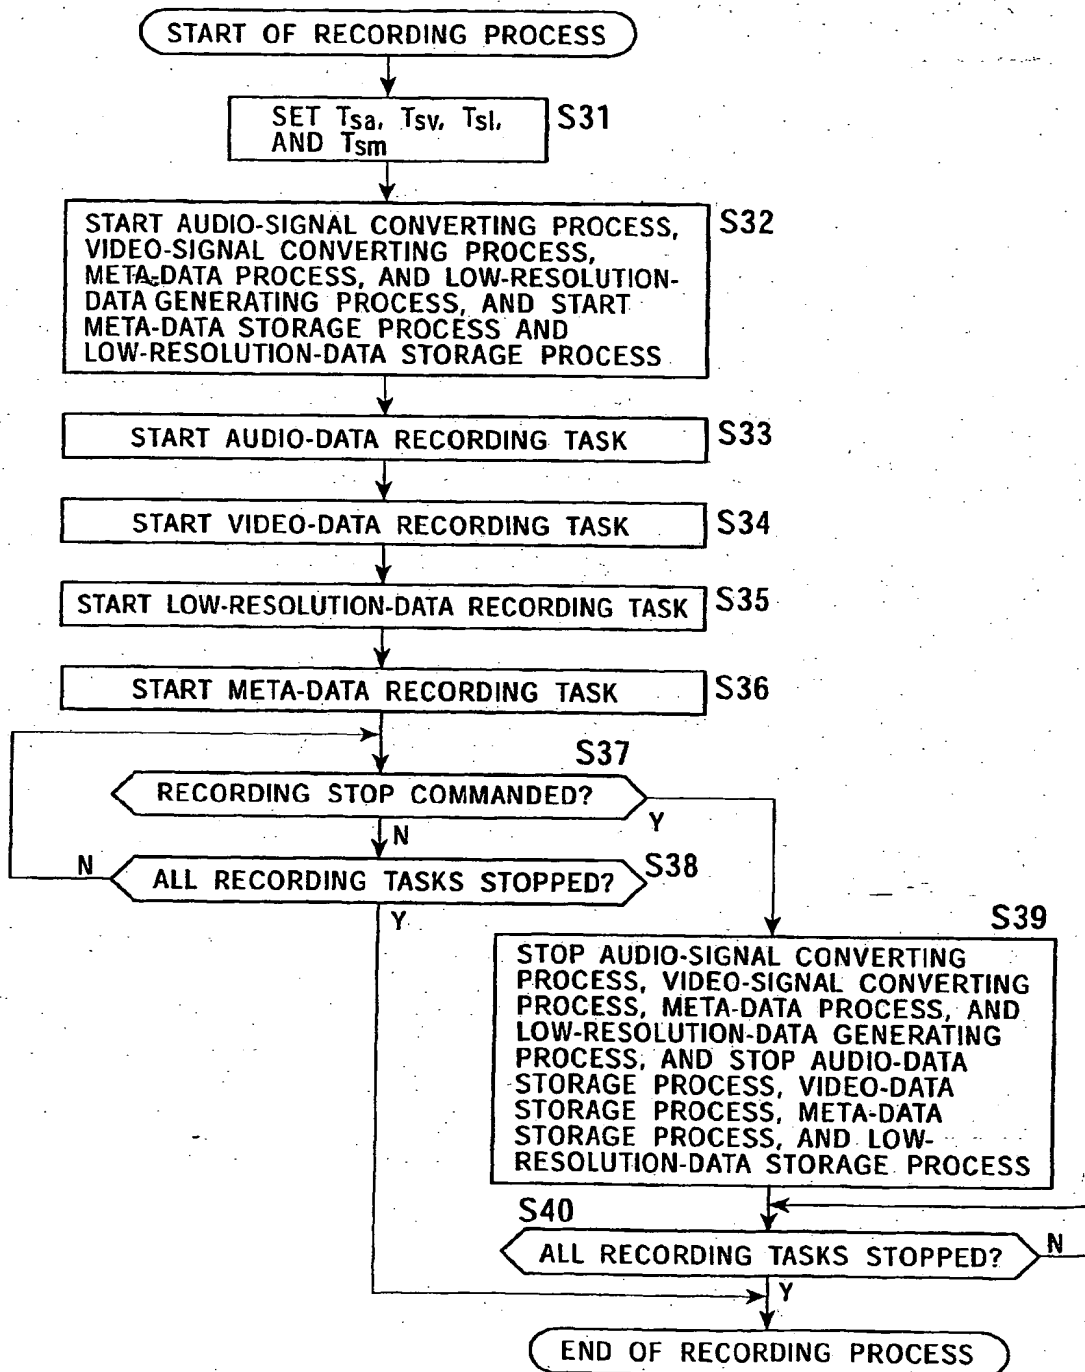 START OF RECORDING PROCESS
SET Tsa, Tsv, Tsl,
AND Tsm
S31
START AUDIO-SIGNAL CONVERTING PROCESS,
VIDEO-SIGNAL CONVERTING PROCESS,
META-DATA PROCESS, AND LOW-RESOLUTION-
DATA GENERATING PROCESS, AND START
META-DATA STORAGE PROCESS AND
LOW-RESOLUTION-DATA STORAGE PROCESS
S32
START AUDIO-DATA RECORDING TASK
S33
START VIDEO-DATA RECORDING TASK
S34
START LOW-RESOLUTION-DATA RECORDING TASK
S35
START META-DATA RECORDING TASK
S36
S37
RECORDING STOP COMMANDED?
Y
N
N
ALL RECORDING TASKS STOPPED?
S38
Y
S39
STOP AUDIO-SIGNAL CONVERTING
PROCESS, VIDEO-SIGNAL CONVERTING
PROCESS, META-DATA PROCESS, AND
LOW-RESOLUTION-DATA GENERATING
PROCESS, AND STOP AUDIO-DATA
STORAGE PROCESS, VIDEO-DATA
STORAGE PROCESS, META-DATA
STORAGE PROCESS, AND LOW-
RESOLUTION-DATA STORAGE PROCESS
S40
ALL RECORDING TASKS STOPPED?
N
Y
END OF RECORDING PROCESS